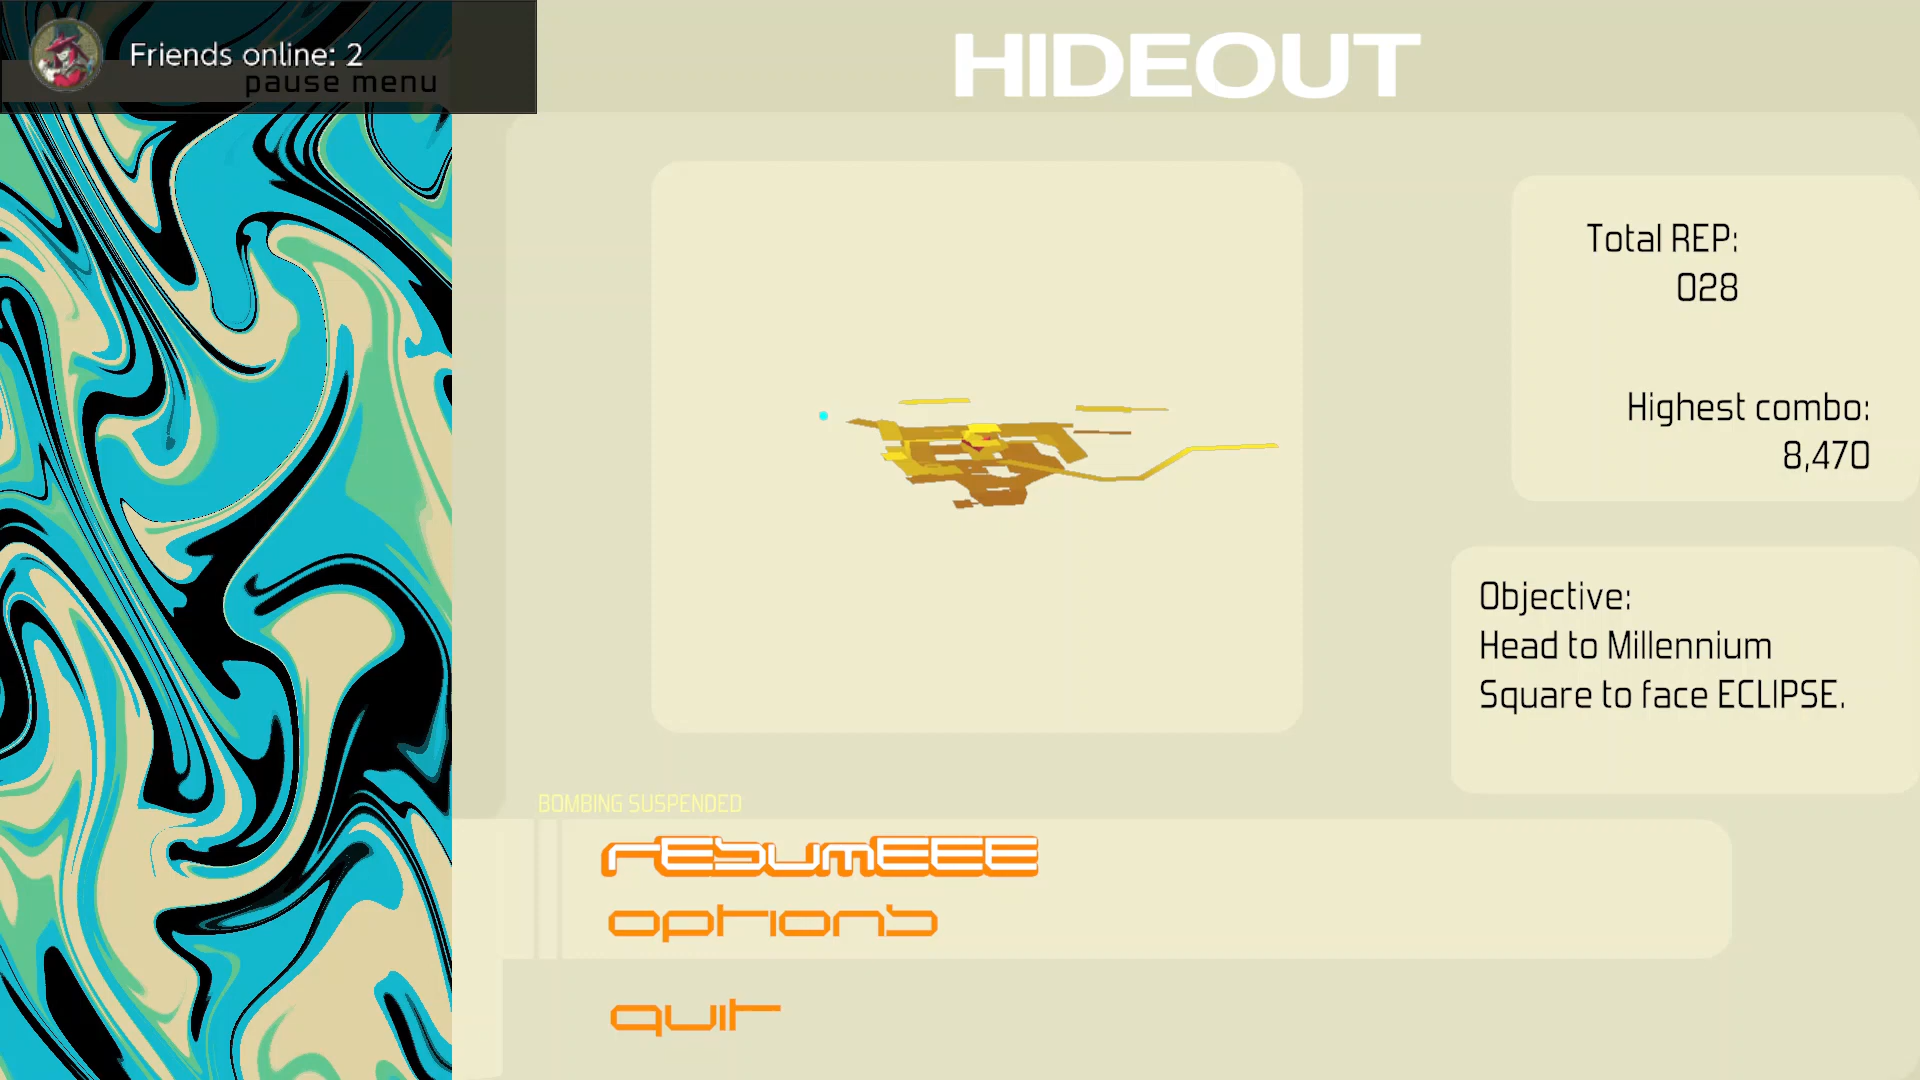 Friends online: 2
pause menu
HIDEOUT
Total REP:
028
Highest combo:
8,470
Objective:
Head to Millennium
Square to face ECLIPSE.
BOMBING SUSPENDED
resumEEE
options
quit